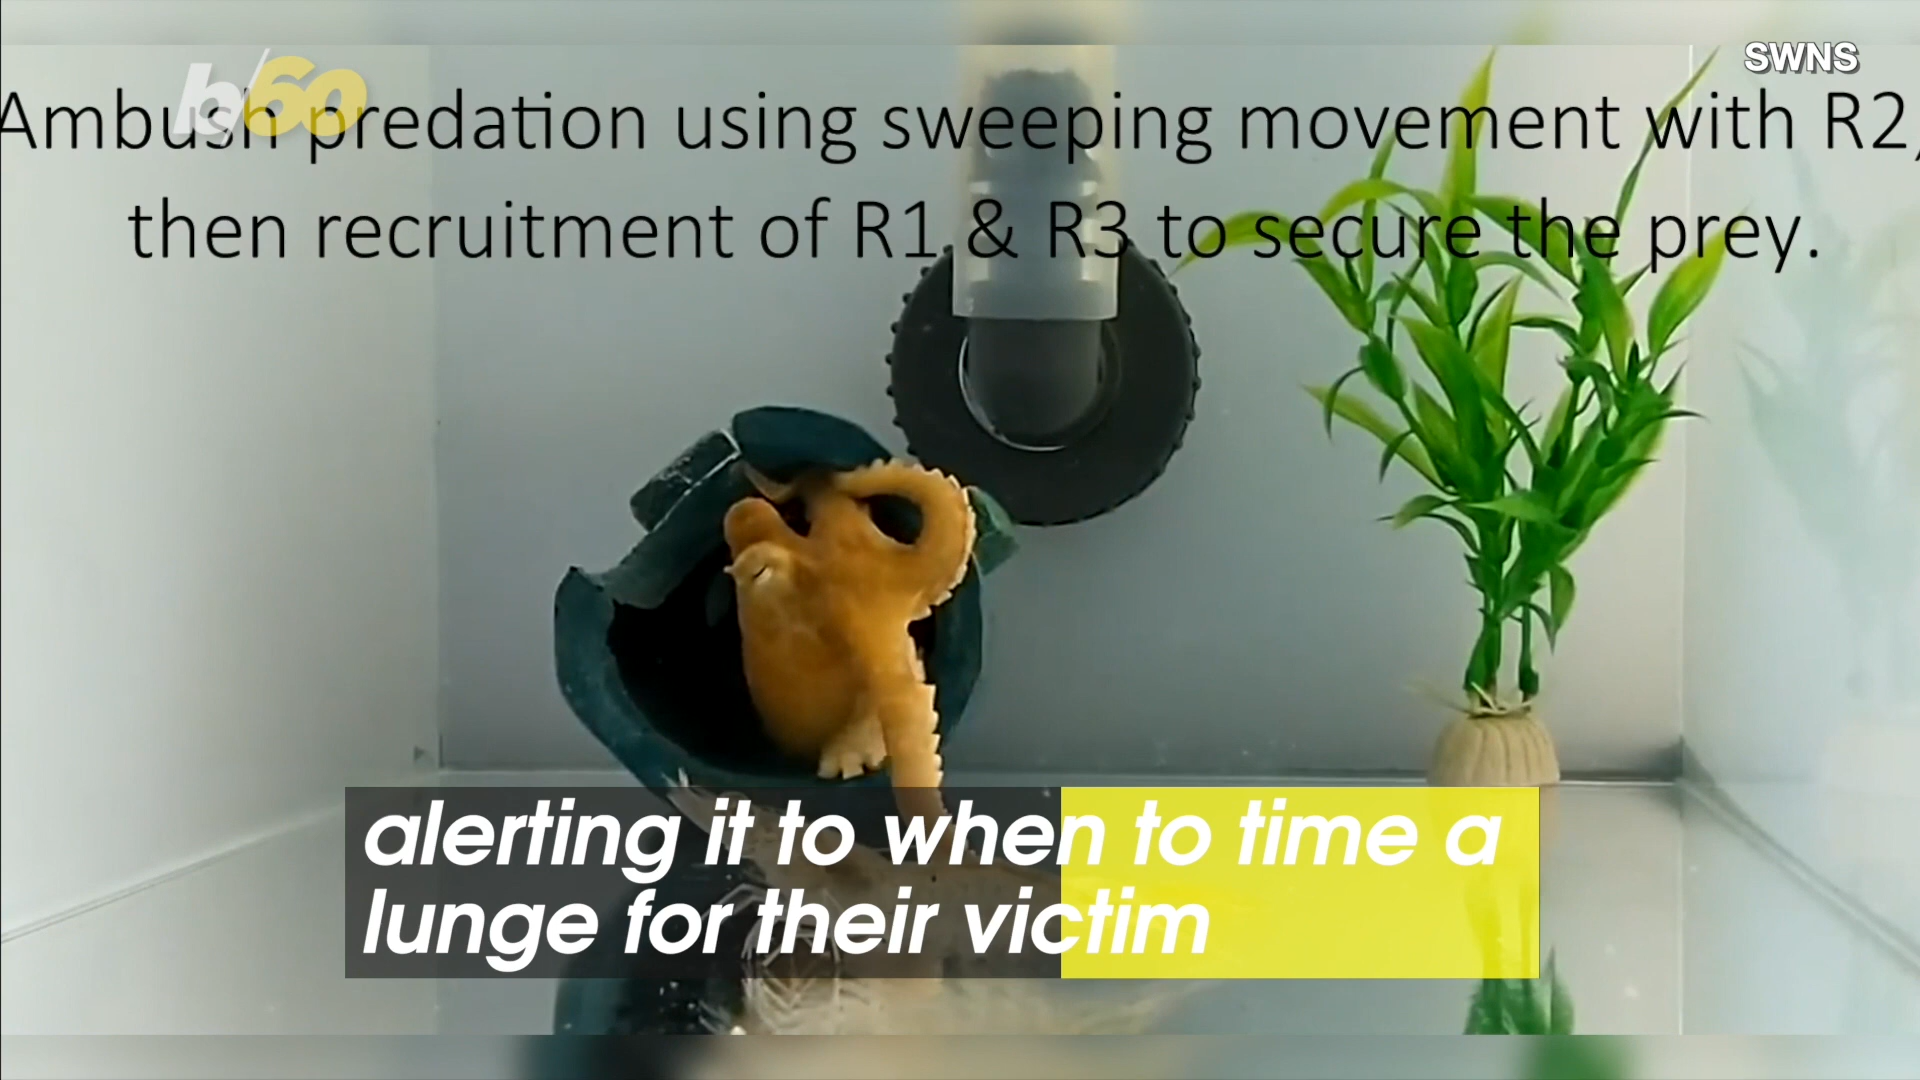 SWNS
b/60
Ambush predation using sweeping movement with R2,
then recruitment of R1 & R3 to secure the prey.
alerting it to when to time a
lunge for their victim